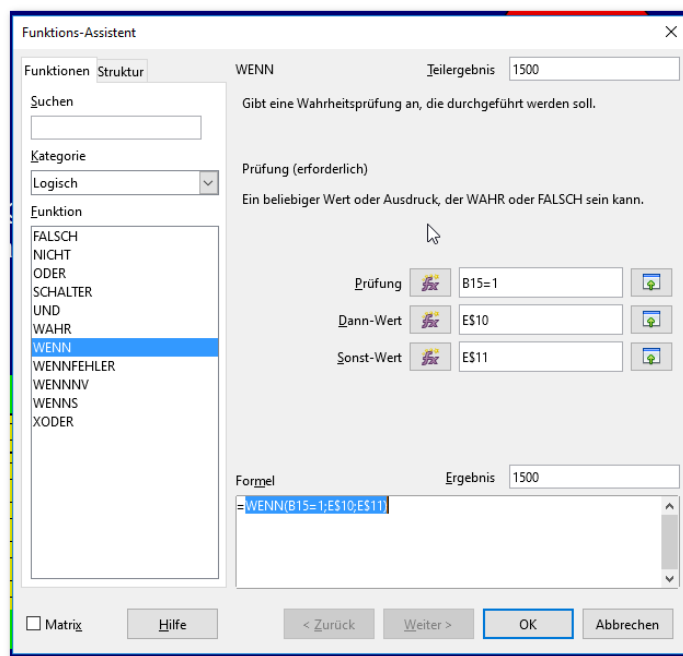 Funktions-Assistent
Funktionen Struktur
WENN Teilergebnis 1500
Suchen
Gibt eine Wahrheitsprüfung an, die durchgeführt werden soll.
Kategorie
Logisch
Prüfung (erforderlich)
Funktion
Ein beliebiger Wert oder Ausdruck, der WAHR oder FALSCH sein kann.
FALSCH
NICHT
ODER
SCHALTER
UND
WAHR
WENN
WENNFEHLER
WENNNV
WENNS
XODER
Prüfung fx B15=1
Dann-Wert fx E$10
Sonst-Wert fx E$11
Formel Ergebnis 1500
=WENN(B15=1;E$10;E$11)
Matrix Hilfe < Zurück Weiter > OK Abbrechen